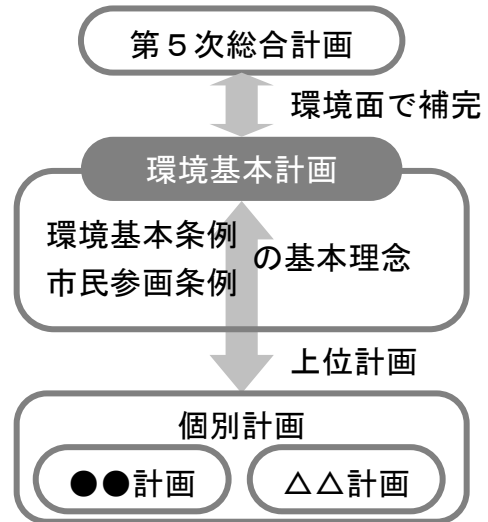 第５次総合計画
環境面で補完
環境基本計画
環境基本条例
市民参画条例
の基本理念
上位計画
個別計画
●●計画
△△計画